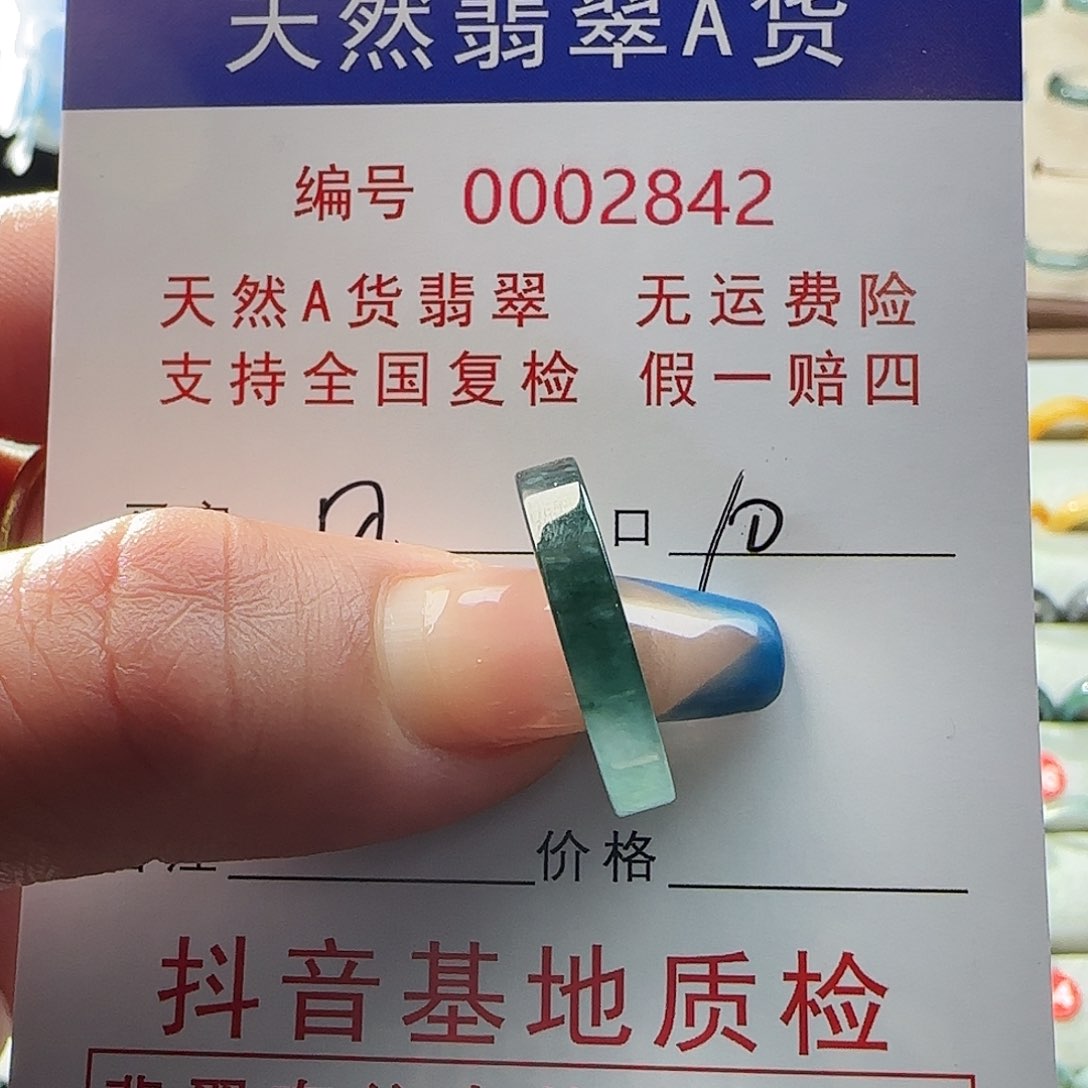 天然翡翠A货
编号 0002842
天然A货翡翠 无运费险
支持全国复检 假一赔四
口 10
价格
抖音基地质检